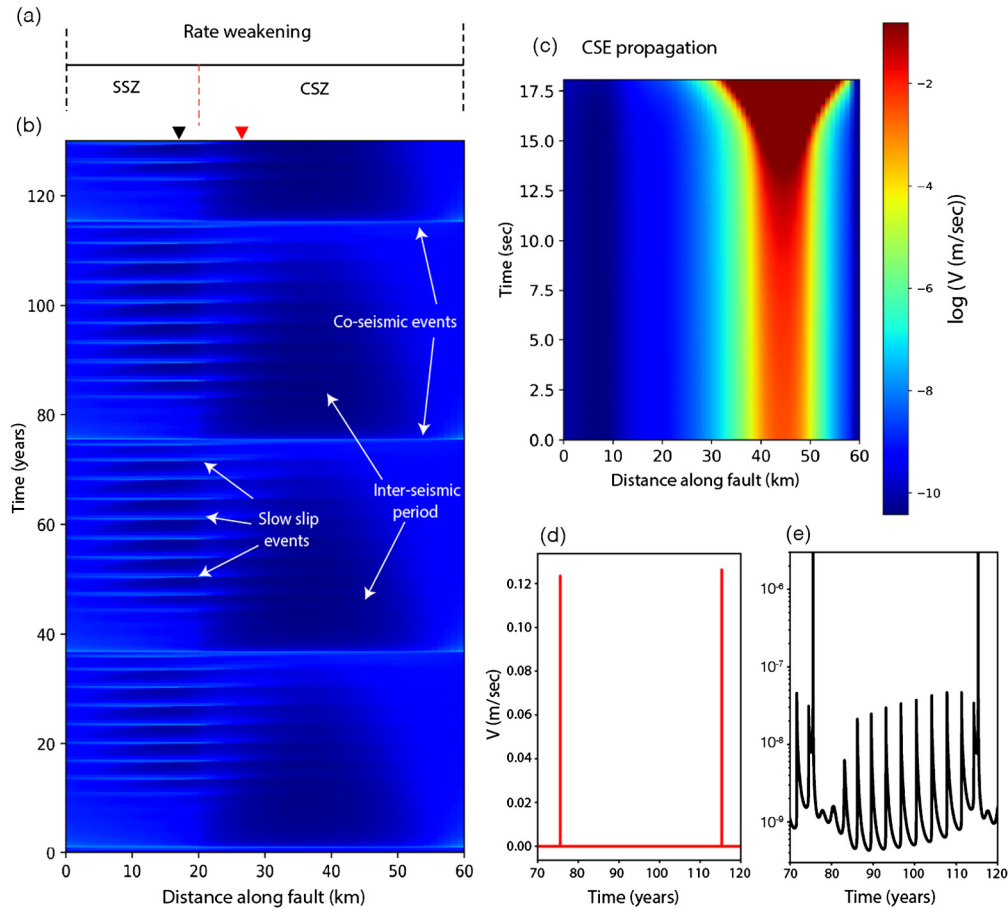 (a)
Rate weakening
SSZ
CSZ
(b)
120
100
80
60
40
20
0
Time (years)
0
10
20
30
40
50
60
Distance along fault (km)
Co-seismic events
Inter-seismic
period
Slow slip
events
(c)
CSE propagation
17.5
15.0
12.5
10.0
7.5
5.0
2.5
0.0
Time (sec)
0
10
20
30
40
50
60
Distance along fault (km)
−2
−4
−6
−8
−10
log (V (m/sec))
(d)
0.12
0.10
0.08
0.06
0.04
0.02
0.00
V (m/sec)
70
80
90
100
110
120
Time (years)
(e)
10⁻⁶
10⁻⁷
10⁻⁸
10⁻⁹
70
80
90
100
110
120
Time (years)